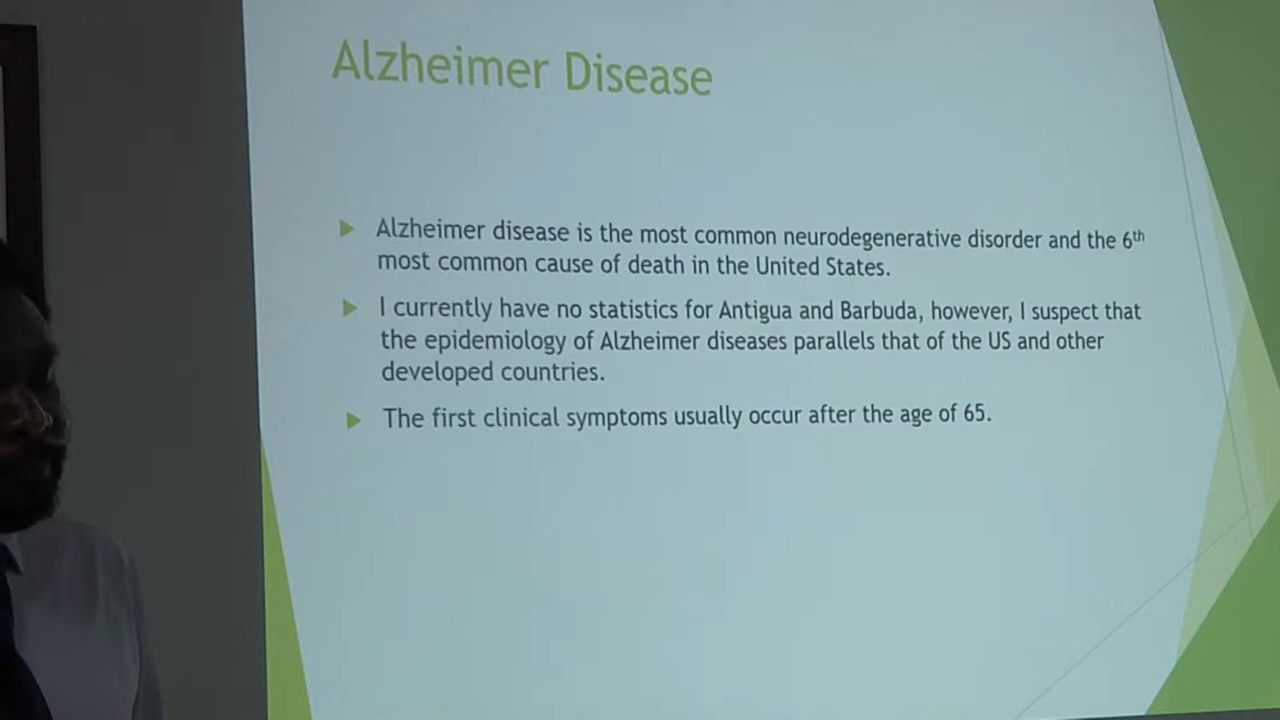 Alzheimer Disease
Alzheimer disease is the most common neurodegenerative disorder and the 6th
most common cause of death in the United States.
I currently have no statistics for Antigua and Barbuda, however, I suspect that
the epidemiology of Alzheimer diseases parallels that of the US and other
developed countries.
The first clinical symptoms usually occur after the age of 65.